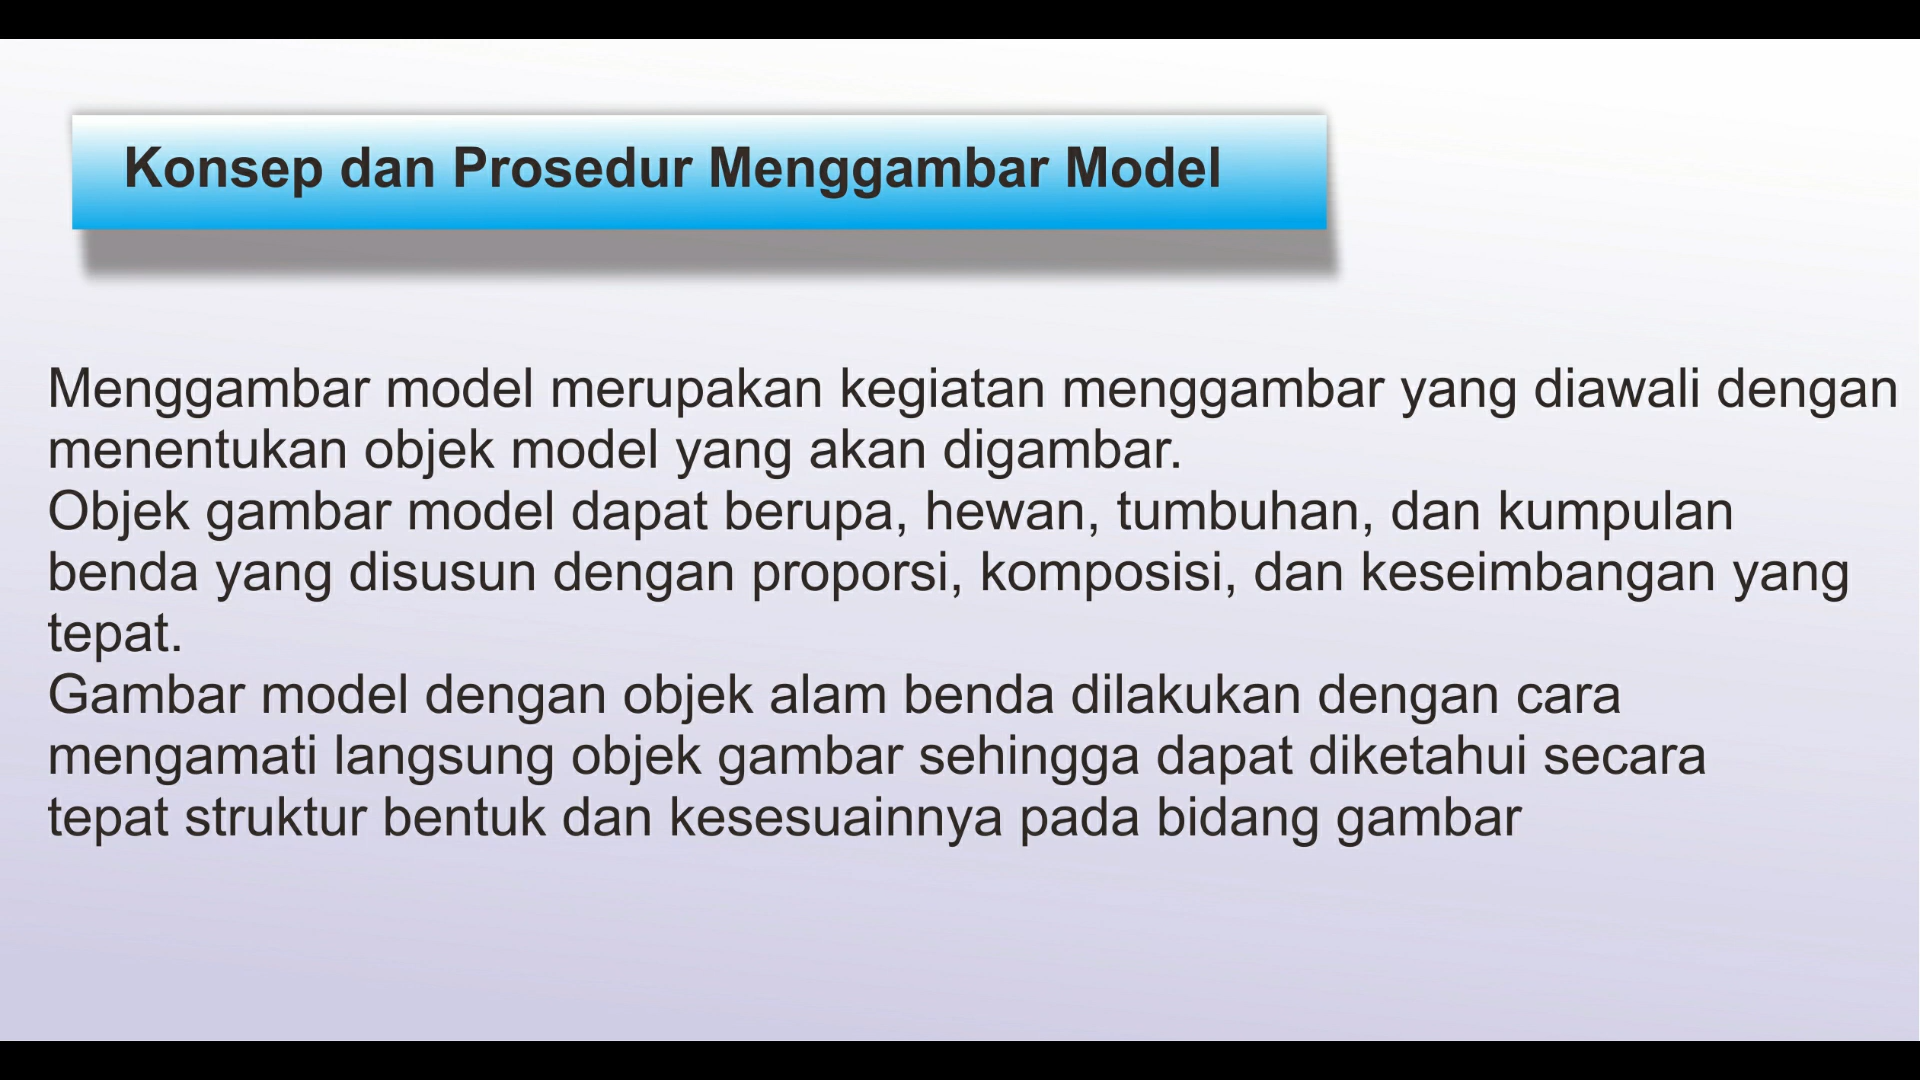 Konsep dan Prosedur Menggambar Model
Menggambar model merupakan kegiatan menggambar yang diawali dengan
menentukan objek model yang akan digambar.
Objek gambar model dapat berupa, hewan, tumbuhan, dan kumpulan
benda yang disusun dengan proporsi, komposisi, dan keseimbangan yang
tepat.
Gambar model dengan objek alam benda dilakukan dengan cara
mengamati langsung objek gambar sehingga dapat diketahui secara
tepat struktur bentuk dan kesesuainnya pada bidang gambar